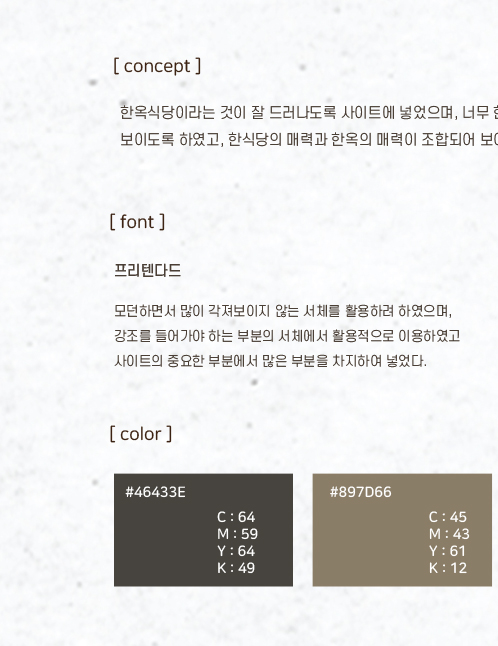 [ concept ]
한옥식당이라는 것이 잘 드러나도록 사이트에 넣었으며, 너무
보이도록 하였고, 한식당의 매력과 한옥의 매력이 조합되어
[ font ]
프리텐다드
모던하면서 많이 각져보이지 않는 서체를 활용하려 하였으며,
강조를 들어가야 하는 부분의 서체에서 활용적으로 이용하였고
사이트의 중요한 부분에서 많은 부분을 차지하여 넣었다.
[ color ]
#46433E
C : 64
M : 59
Y : 64
K : 49
#897D66
C : 45
M : 43
Y : 61
K : 12